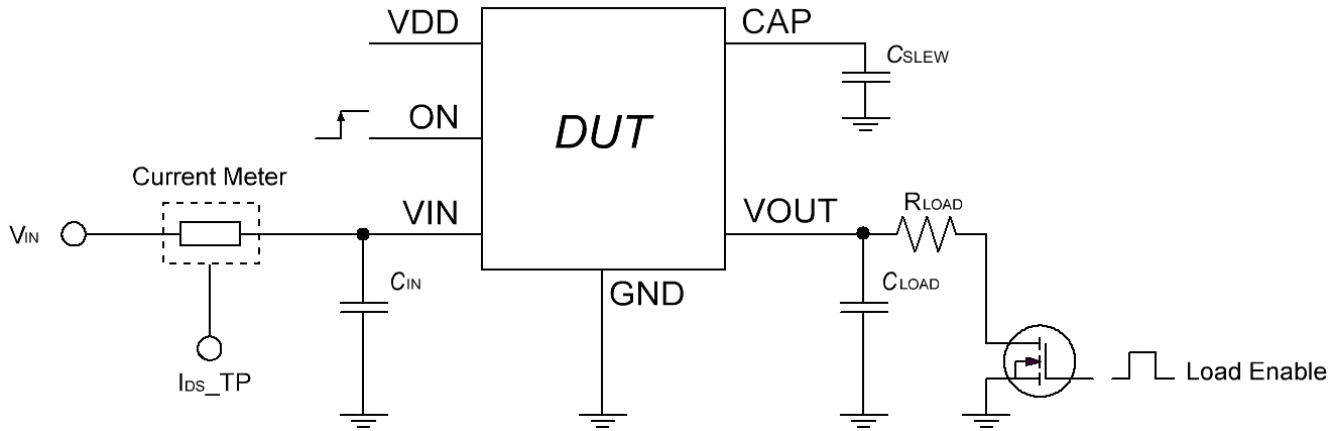 VDD
CAP
CSLEW
ON
DUT
Current Meter
VIN
VIN
VOUT
RLOAD
CIN
GND
CLOAD
IDS_TP
Load Enable